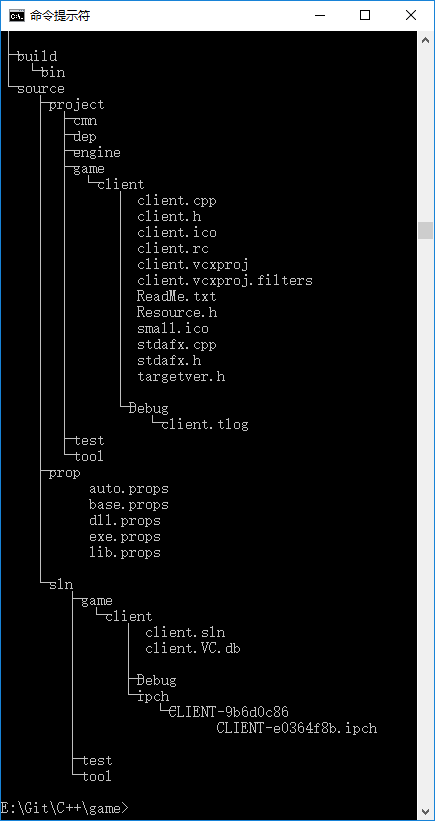 命令提示符
build
bin
source
project
cmn
dep
engine
game
client
client.cpp
client.h
client.ico
client.rc
client.vcxproj
client.vcxproj.filters
ReadMe.txt
Resource.h
small.ico
stdafx.cpp
stdafx.h
targetver.h
Debug
client.tlog
test
tool
prop
auto.props
base.props
dll.props
exe.props
lib.props
sln
game
client
client.sln
client.VC.db
Debug
ipch
CLIENT-9b6d0c86
CLIENT-e0364f8b.ipch
test
tool
E:\Git\C++\game>